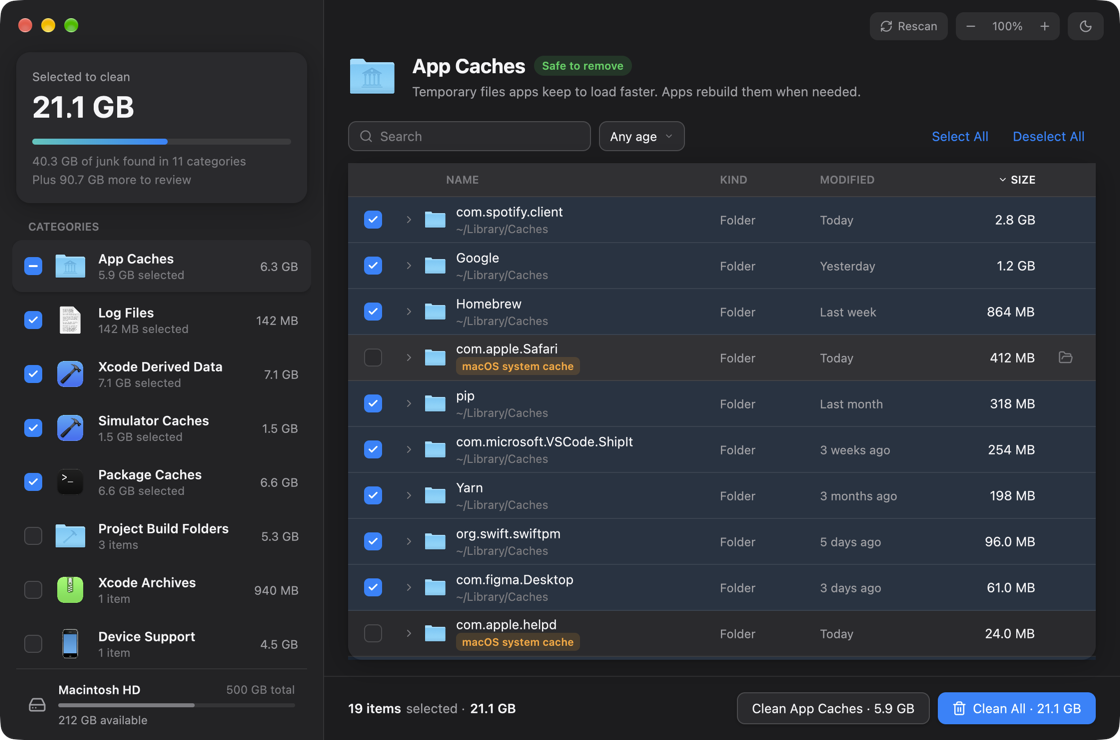 Rescan
100%
Selected to clean
21.1 GB
40.3 GB of junk found in 11 categories
Plus 90.7 GB more to review
CATEGORIES
App Caches
5.9 GB selected
6.3 GB
Log Files
142 MB selected
142 MB
Xcode Derived Data
7.1 GB selected
7.1 GB
Simulator Caches
1.5 GB selected
1.5 GB
>_
Package Caches
6.6 GB selected
6.6 GB
Project Build Folders
3 items
5.3 GB
Xcode Archives
1 item
940 MB
Device Support
1 item
4.5 GB
Macintosh HD
500 GB total
212 GB available
App Caches
Safe to remove
Temporary files apps keep to load faster. Apps rebuild them when needed.
Search
Any age
Select All
Deselect All
NAME KIND MODIFIED SIZE
com.spotify.client
~/Library/Caches
Folder Today 2.8 GB
Google
~/Library/Caches
Folder Yesterday 1.2 GB
Homebrew
~/Library/Caches
Folder Last week 864 MB
com.apple.Safari
macOS system cache
Folder Today 412 MB
pip
~/Library/Caches
Folder Last month 318 MB
com.microsoft.VSCode.ShipIt
~/Library/Caches
Folder 3 weeks ago 254 MB
Yarn
~/Library/Caches
Folder 3 months ago 198 MB
org.swift.swiftpm
~/Library/Caches
Folder 5 days ago 96.0 MB
com.figma.Desktop
~/Library/Caches
Folder 3 days ago 61.0 MB
com.apple.helpd
macOS system cache
Folder Today 24.0 MB
19 items selected · 21.1 GB
Clean App Caches · 5.9 GB
Clean All · 21.1 GB